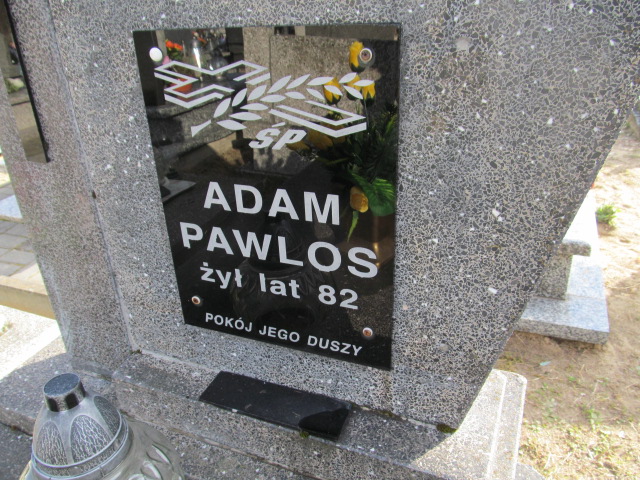 ŚP
ADAM
PAWLOS
żył lat 82
POKÓJ JEGO DUSZY